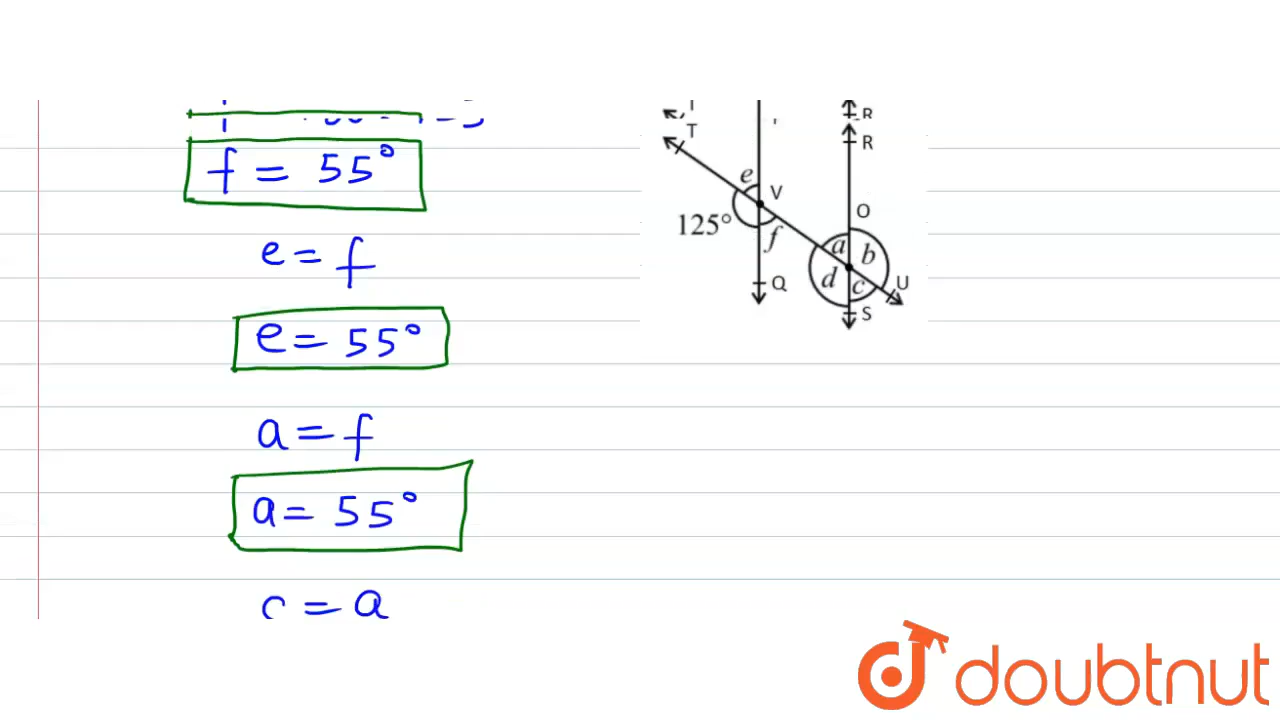 f = 55°
e = f
e = 55°
a = f
a = 55°
c = a
R
T
R
e
V
O
125°
f
a
b
Q
d
c
U
S
doubtnut